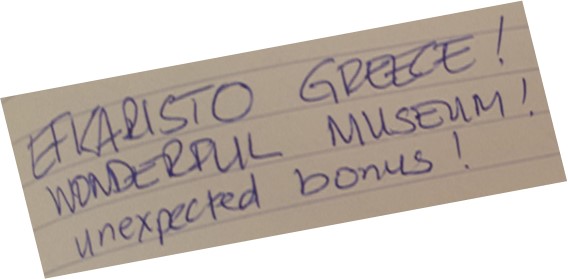 EFKARISTO GREECE!
WONDERFUL MUSEUM!
unexpected bonus!